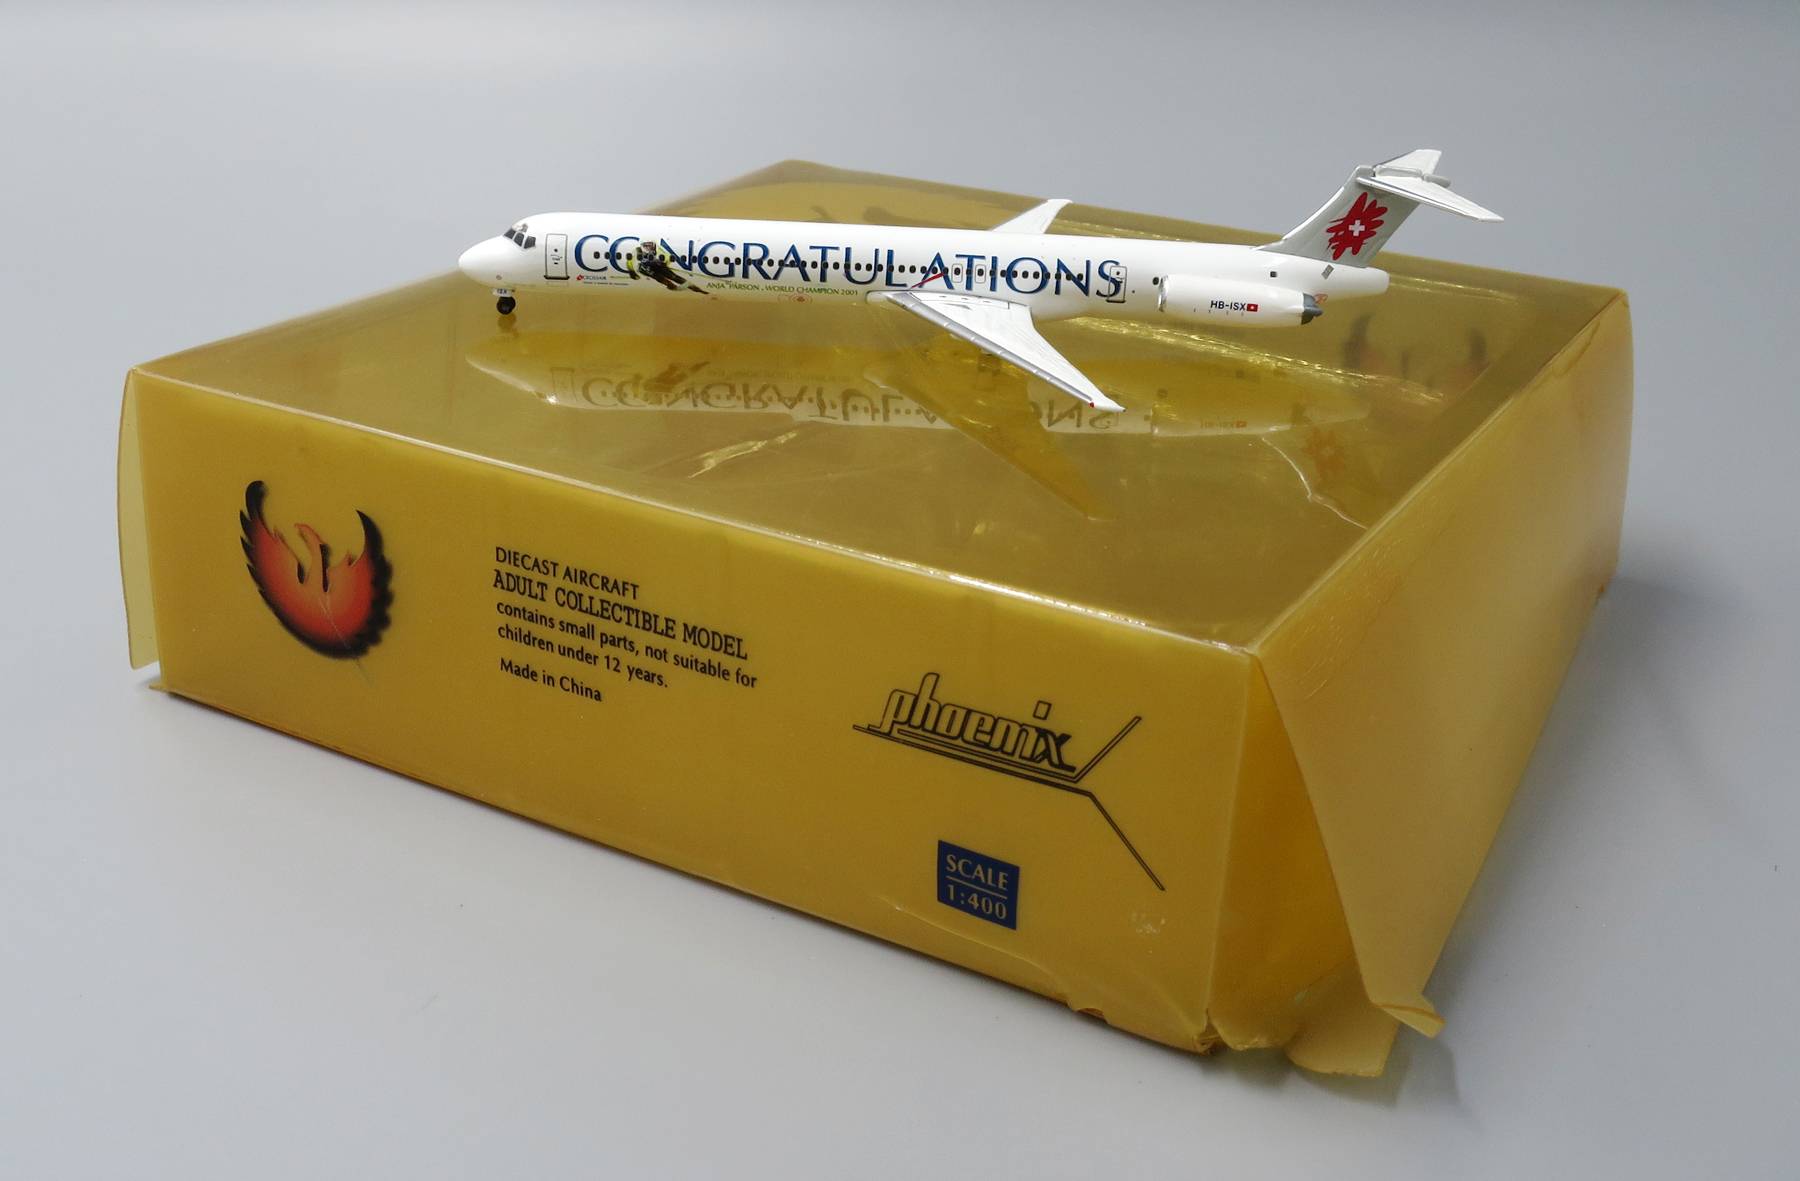 CONGRATULATIONS
CROSSAIR
ANJA PÄRSON . WORLD CHAMPION 2001
HB-ISX
ISX
DIECAST AIRCRAFT
ADULT COLLECTIBLE MODEL
contains small parts, not suitable for
children under 12 years.
Made in China
phoenix
SCALE
1:400